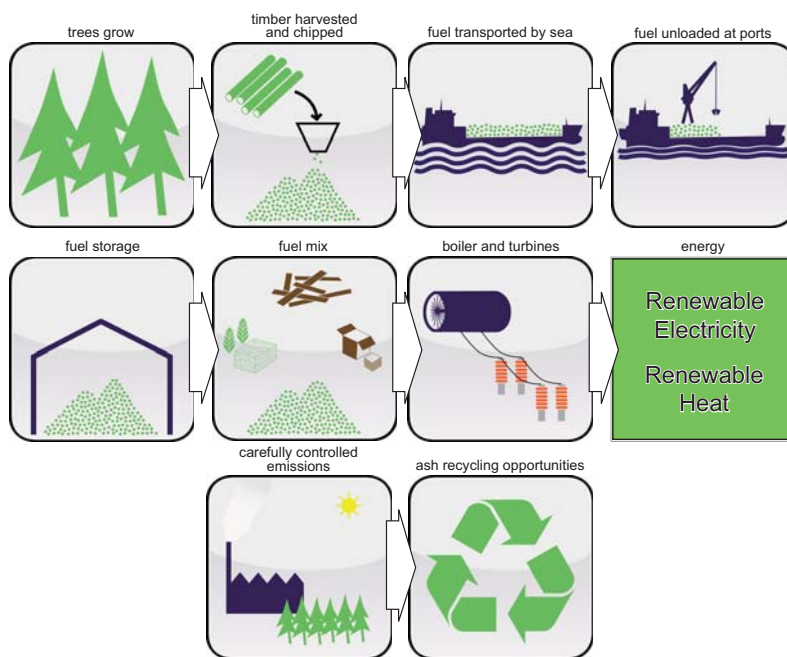 trees grow
timber harvested
and chipped
fuel transported by sea
fuel unloaded at ports
fuel storage
fuel mix
boiler and turbines
energy
Renewable
Electricity
Renewable
Heat
carefully controlled
emissions
ash recycling opportunities